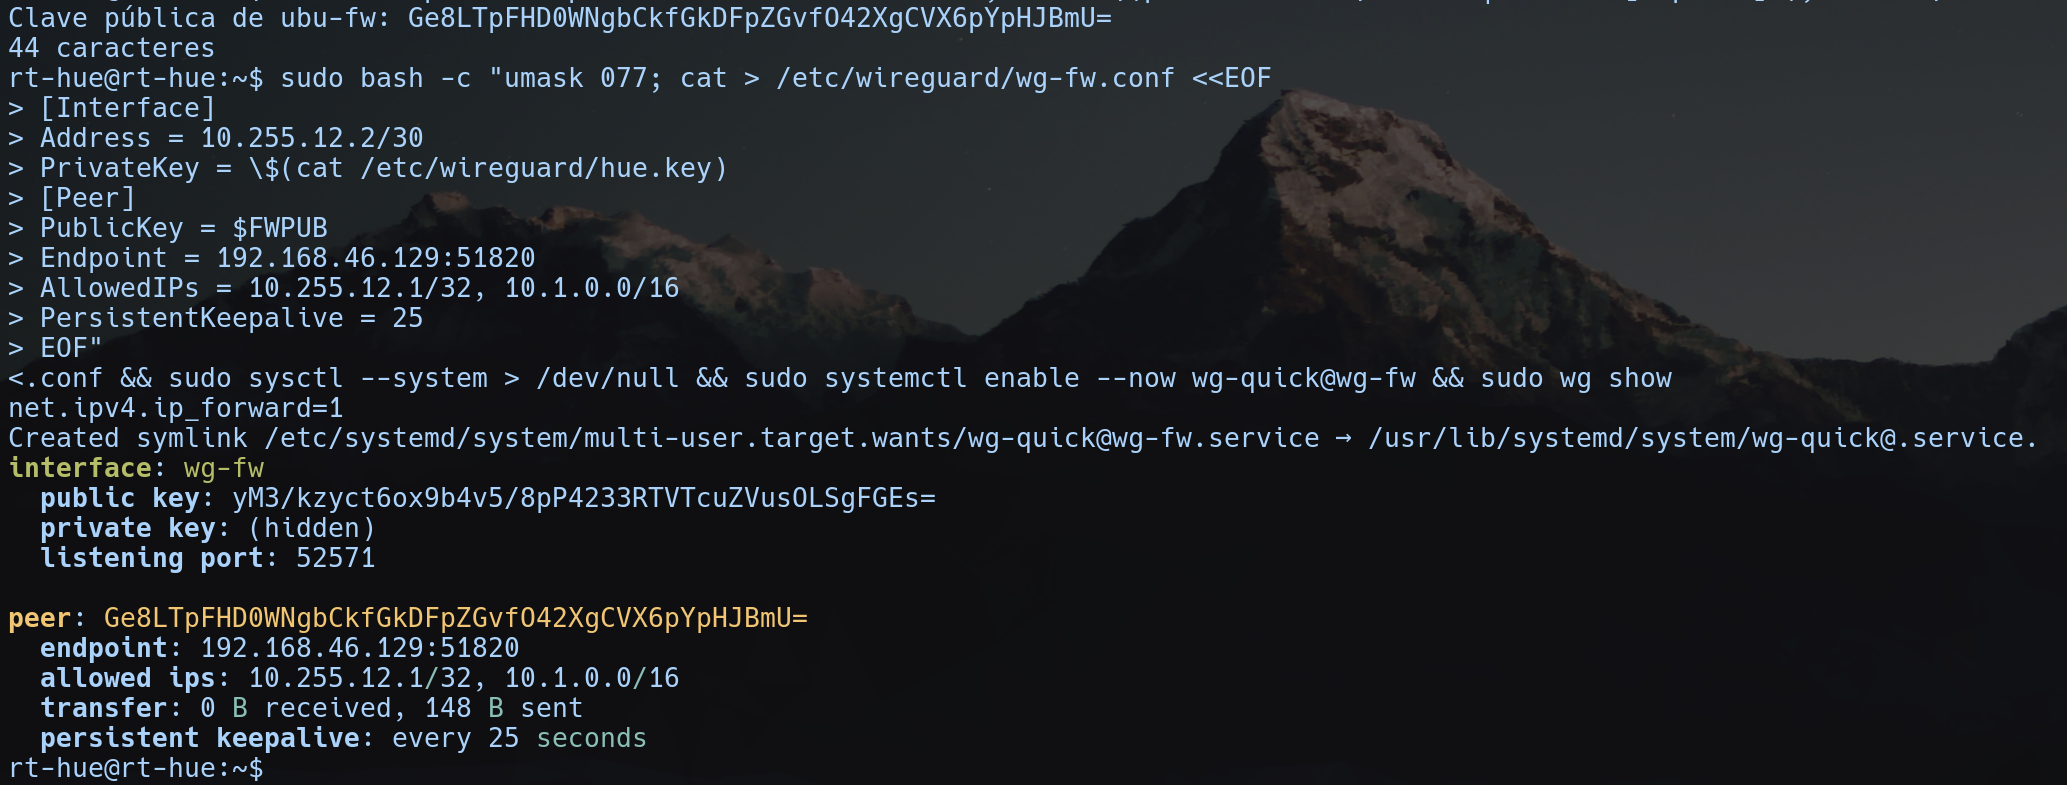 Clave pública de ubu-fw: Ge8LTpFHD0WNgbCkfGkDFpZGvfO42XgCVX6pYpHJBmU=
44 caracteres
rt-hue@rt-hue:~$ sudo bash -c "umask 077; cat > /etc/wireguard/wg-fw.conf <<EOF
> [Interface]
> Address = 10.255.12.2/30
> PrivateKey = \$(cat /etc/wireguard/hue.key)
> [Peer]
> PublicKey = $FWPUB
> Endpoint = 192.168.46.129:51820
> AllowedIPs = 10.255.12.1/32, 10.1.0.0/16
> PersistentKeepalive = 25
> EOF"
<.conf && sudo sysctl --system > /dev/null && sudo systemctl enable --now wg-quick@wg-fw && sudo wg show
net.ipv4.ip_forward=1
Created symlink /etc/systemd/system/multi-user.target.wants/wg-quick@wg-fw.service → /usr/lib/systemd/system/wg-quick@.service.
interface: wg-fw
  public key: yM3/kzyct6ox9b4v5/8pP4233RTVTcuZVusOLSgFGEs=
  private key: (hidden)
  listening port: 52571

peer: Ge8LTpFHD0WNgbCkfGkDFpZGvfO42XgCVX6pYpHJBmU=
  endpoint: 192.168.46.129:51820
  allowed ips: 10.255.12.1/32, 10.1.0.0/16
  transfer: 0 B received, 148 B sent
  persistent keepalive: every 25 seconds
rt-hue@rt-hue:~$